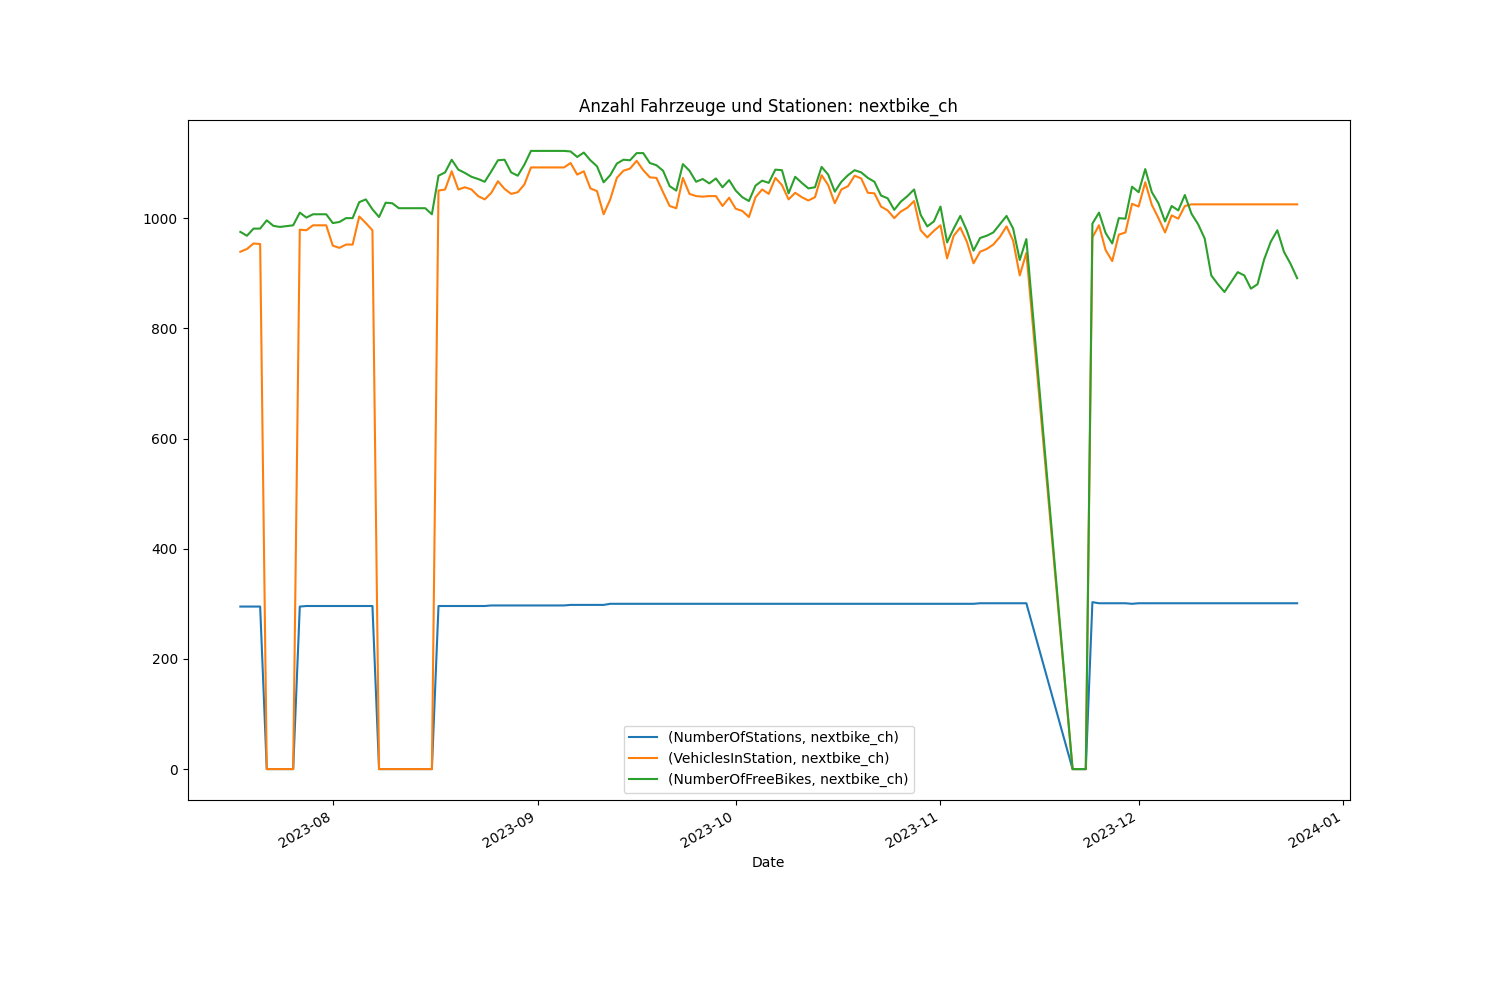 Anzahl Fahrzeuge und Stationen: nextbike_ch
1000
800
600
400
200
0
(NumberOfStations, nextbike_ch)
(VehiclesInStation, nextbike_ch)
(NumberOfFreeBikes, nextbike_ch)
2023-08
2023-09
2023-10
2023-11
2023-12
2024-01
Date